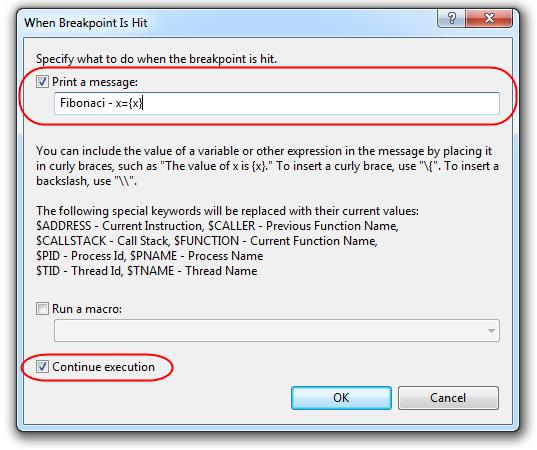 When Breakpoint Is Hit
Specify what to do when the breakpoint is hit.
Print a message:
Fibonaci - x={x}
You can include the value of a variable or other expression in the message by placing it
in curly braces, such as "The value of x is {x}." To insert a curly brace, use "\{". To insert a
backslash, use "\\".
The following special keywords will be replaced with their current values:
$ADDRESS - Current Instruction, $CALLER - Previous Function Name,
$CALLSTACK - Call Stack, $FUNCTION - Current Function Name,
$PID - Process Id, $PNAME - Process Name
$TID - Thread Id, $TNAME - Thread Name
Run a macro:
Continue execution
OK Cancel